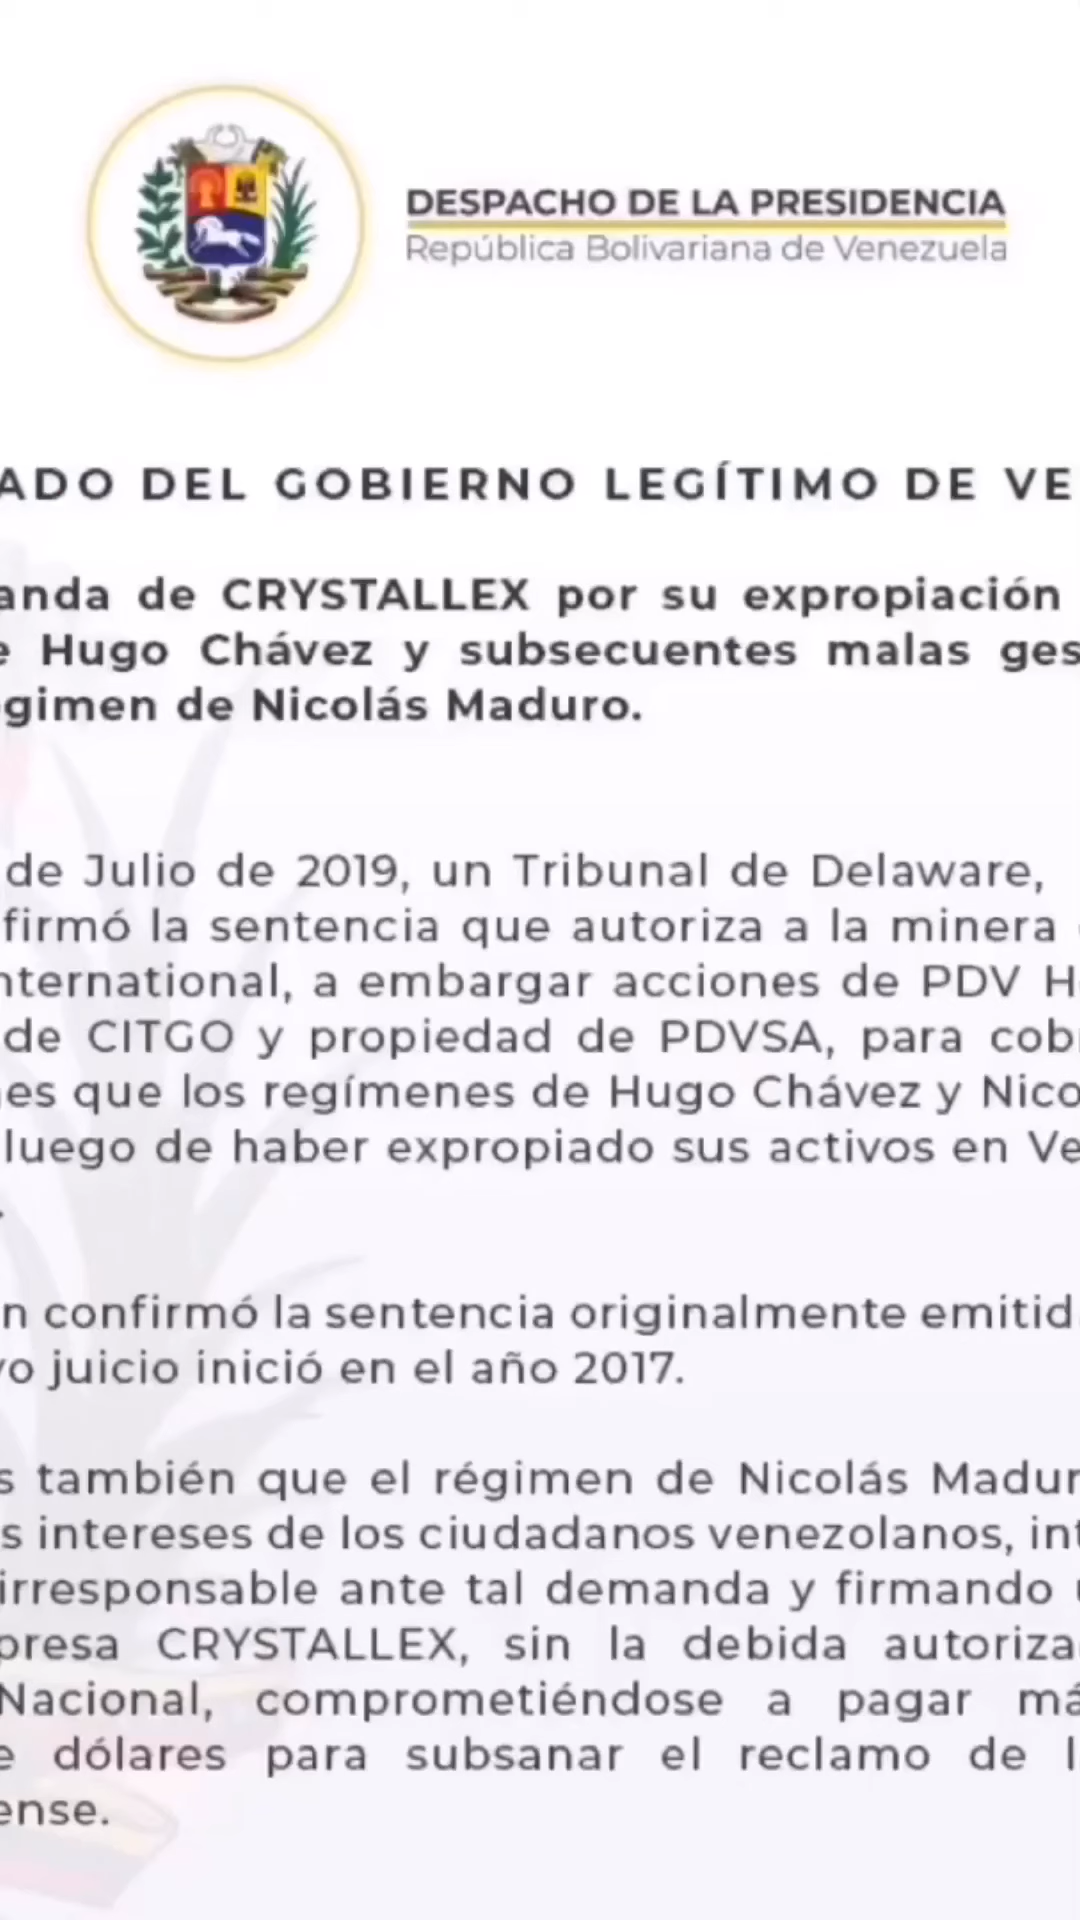 DESPACHO DE LA PRESIDENCIA
República Bolivariana de Venezuela
ADO DEL GOBIERNO LEGÍTIMO DE VE
anda de CRYSTALLEX por su expropiación
e Hugo Chávez y subsecuentes malas ges
gimen de Nicolás Maduro.
de Julio de 2019, un Tribunal de Delaware,
firmó la sentencia que autoriza a la minera
nternational, a embargar acciones de PDV H
de CITGO y propiedad de PDVSA, para cob
es que los regímenes de Hugo Chávez y Nico
luego de haber expropiado sus activos en Ve
.
n confirmó la sentencia originalmente emitid
o juicio inició en el año 2017.
s también que el régimen de Nicolás Madur
s intereses de los ciudadanos venezolanos, int
irresponsable ante tal demanda y firmando
presa CRYSTALLEX, sin la debida autoriza
Nacional, comprometiéndose a pagar má
e dólares para subsanar el reclamo de l
ense.